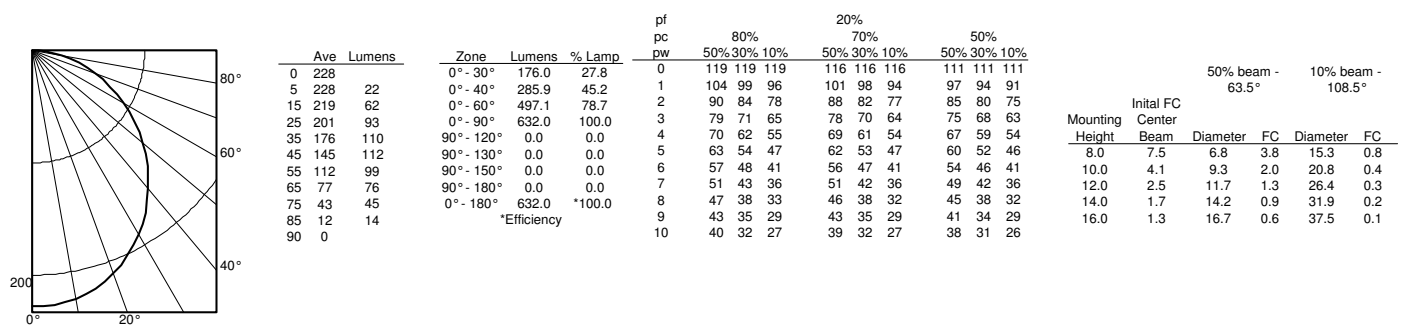 80°
60°
40°
200
0° 20°
Ave Lumens
0 228
5 228 22
15 219 62
25 201 93
35 176 110
45 145 112
55 112 99
65 77 76
75 43 45
85 12 14
90 0
Zone Lumens % Lamp
0° - 30° 176.0 27.8
0° - 40° 285.9 45.2
0° - 60° 497.1 78.7
0° - 90° 632.0 100.0
90° - 120° 0.0 0.0
90° - 130° 0.0 0.0
90° - 150° 0.0 0.0
90° - 180° 0.0 0.0
0° - 180° 632.0 *100.0
*Efficiency
pf 20%
pc 80% 70% 50%
pw 50% 30% 10% 50% 30% 10% 50% 30% 10%
0 119 119 119 116 116 116 111 111 111
1 104 99 96 101 98 94 97 94 91
2 90 84 78 88 82 77 85 80 75
3 79 71 65 78 70 64 75 68 63
4 70 62 55 69 61 54 67 59 54
5 63 54 47 62 53 47 60 52 46
6 57 48 41 56 47 41 54 46 41
7 51 43 36 51 42 36 49 42 36
8 47 38 33 46 38 32 45 38 32
9 43 35 29 43 35 29 41 34 29
10 40 32 27 39 32 27 38 31 26
50% beam - 10% beam -
63.5° 108.5°
Inital FC
Mounting Center
Height Beam Diameter FC Diameter FC
8.0 7.5 6.8 3.8 15.3 0.8
10.0 4.1 9.3 2.0 20.8 0.4
12.0 2.5 11.7 1.3 26.4 0.3
14.0 1.7 14.2 0.9 31.9 0.2
16.0 1.3 16.7 0.6 37.5 0.1